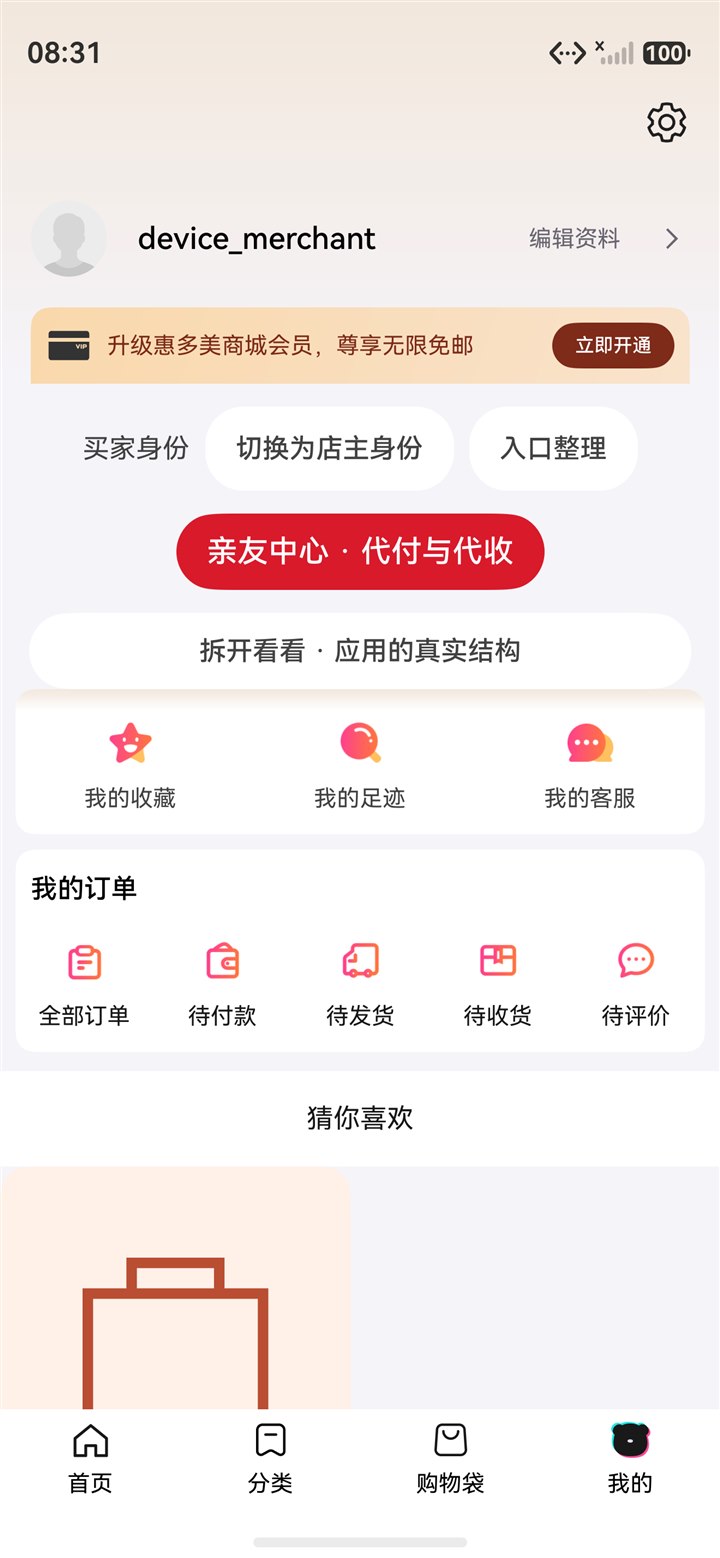 08:31
100
device_merchant
编辑资料
VIP
升级惠多美商城会员，尊享无限免邮
立即开通
买家身份
切换为店主身份
入口整理
亲友中心 · 代付与代收
拆开看看 · 应用的真实结构
我的收藏
我的足迹
我的客服
我的订单
全部订单
待付款
待发货
待收货
待评价
猜你喜欢
首页
分类
购物袋
我的